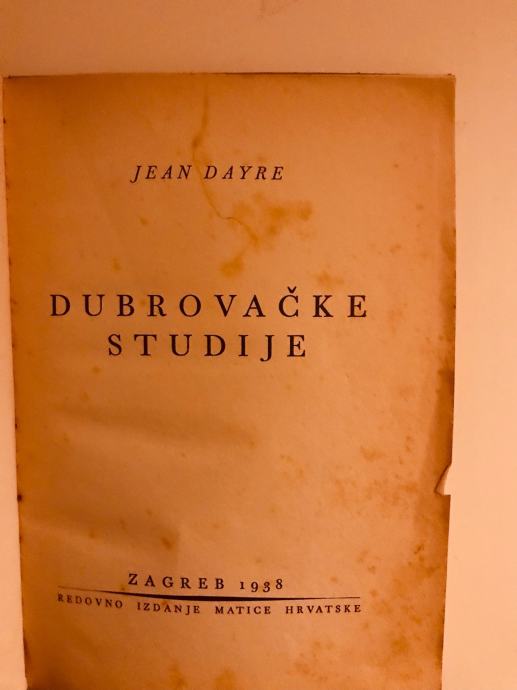 JEAN DAYRE
DUBROVAČKE
STUDIJE
ZAGREB 1938
REDOVNO IZDANJE MATICE HRVATSKE